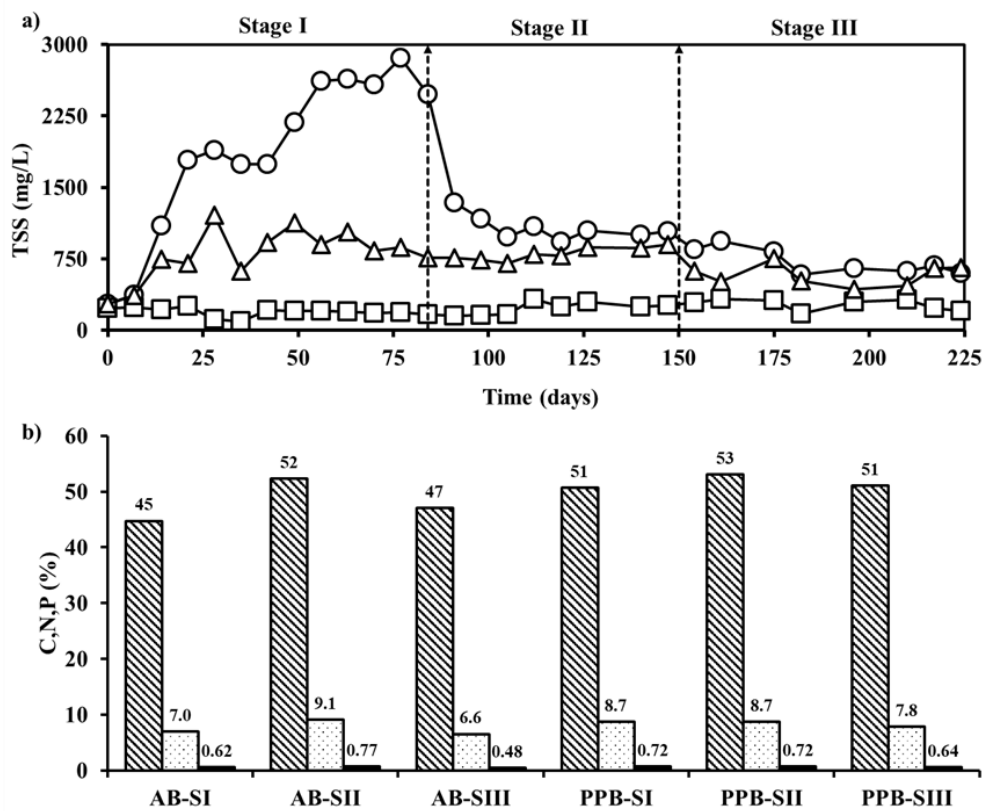 a)
Stage I Stage II Stage III
3000
2250
1500
750
0
TSS (mg/L)
0 25 50 75 100 125 150 175 200 225
Time (days)
b)
60
50
40
30
20
10
0
C,N,P (%)
45 7.0 0.62 52 9.1 0.77 47 6.6 0.48 51 8.7 0.72 53 8.7 0.72 51 7.8 0.64
AB-SI AB-SII AB-SIII PPB-SI PPB-SII PPB-SIII